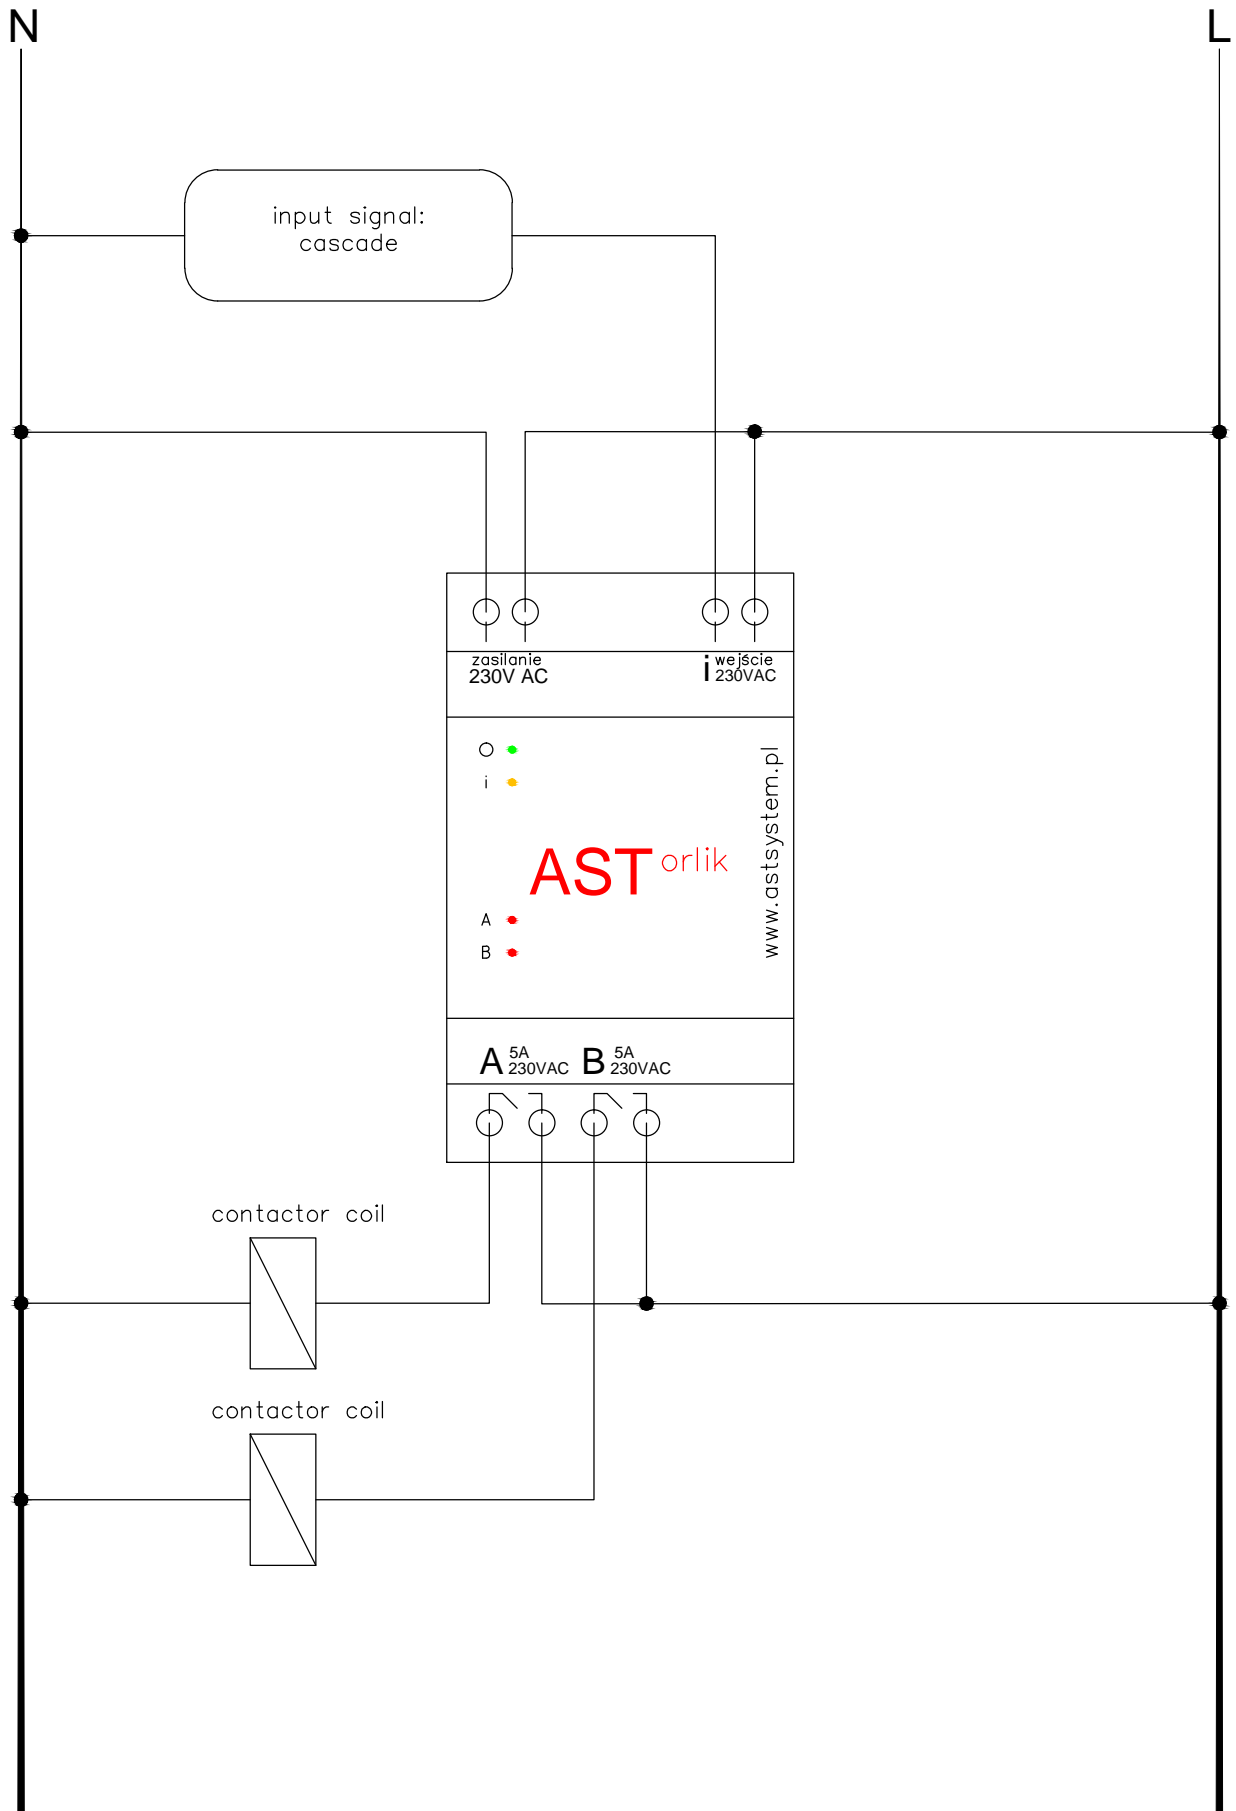 N
L
input signal:
cascade
zasilanie
230V AC
i wejście
230VAC
i
AST orlik
www.astsystem.pl
A
B
A 5A
230VAC
B 5A
230VAC
contactor coil
contactor coil